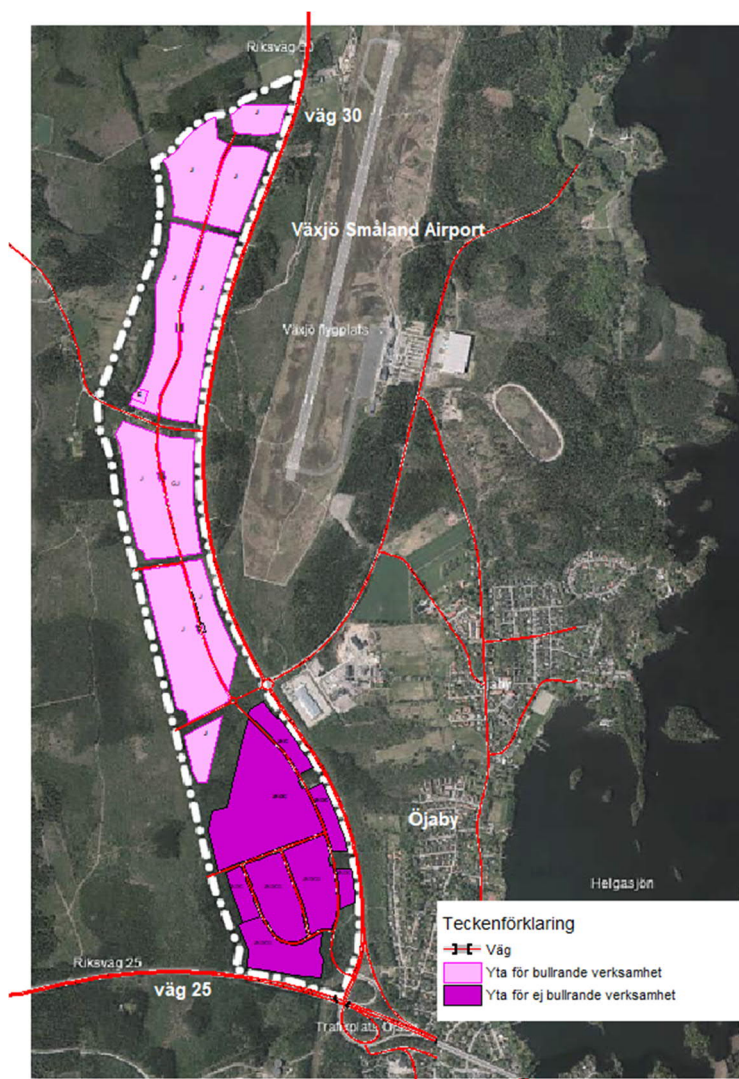 Riksväg 30
väg 30
Växjö Småland Airport
Växjö flygplats
Öjaby
Helgasjön
Teckenförklaring
Väg
Yta för bullrande verksamhet
Yta för ej bullrande verksamhet
Riksväg 25
väg 25
Trafikplats